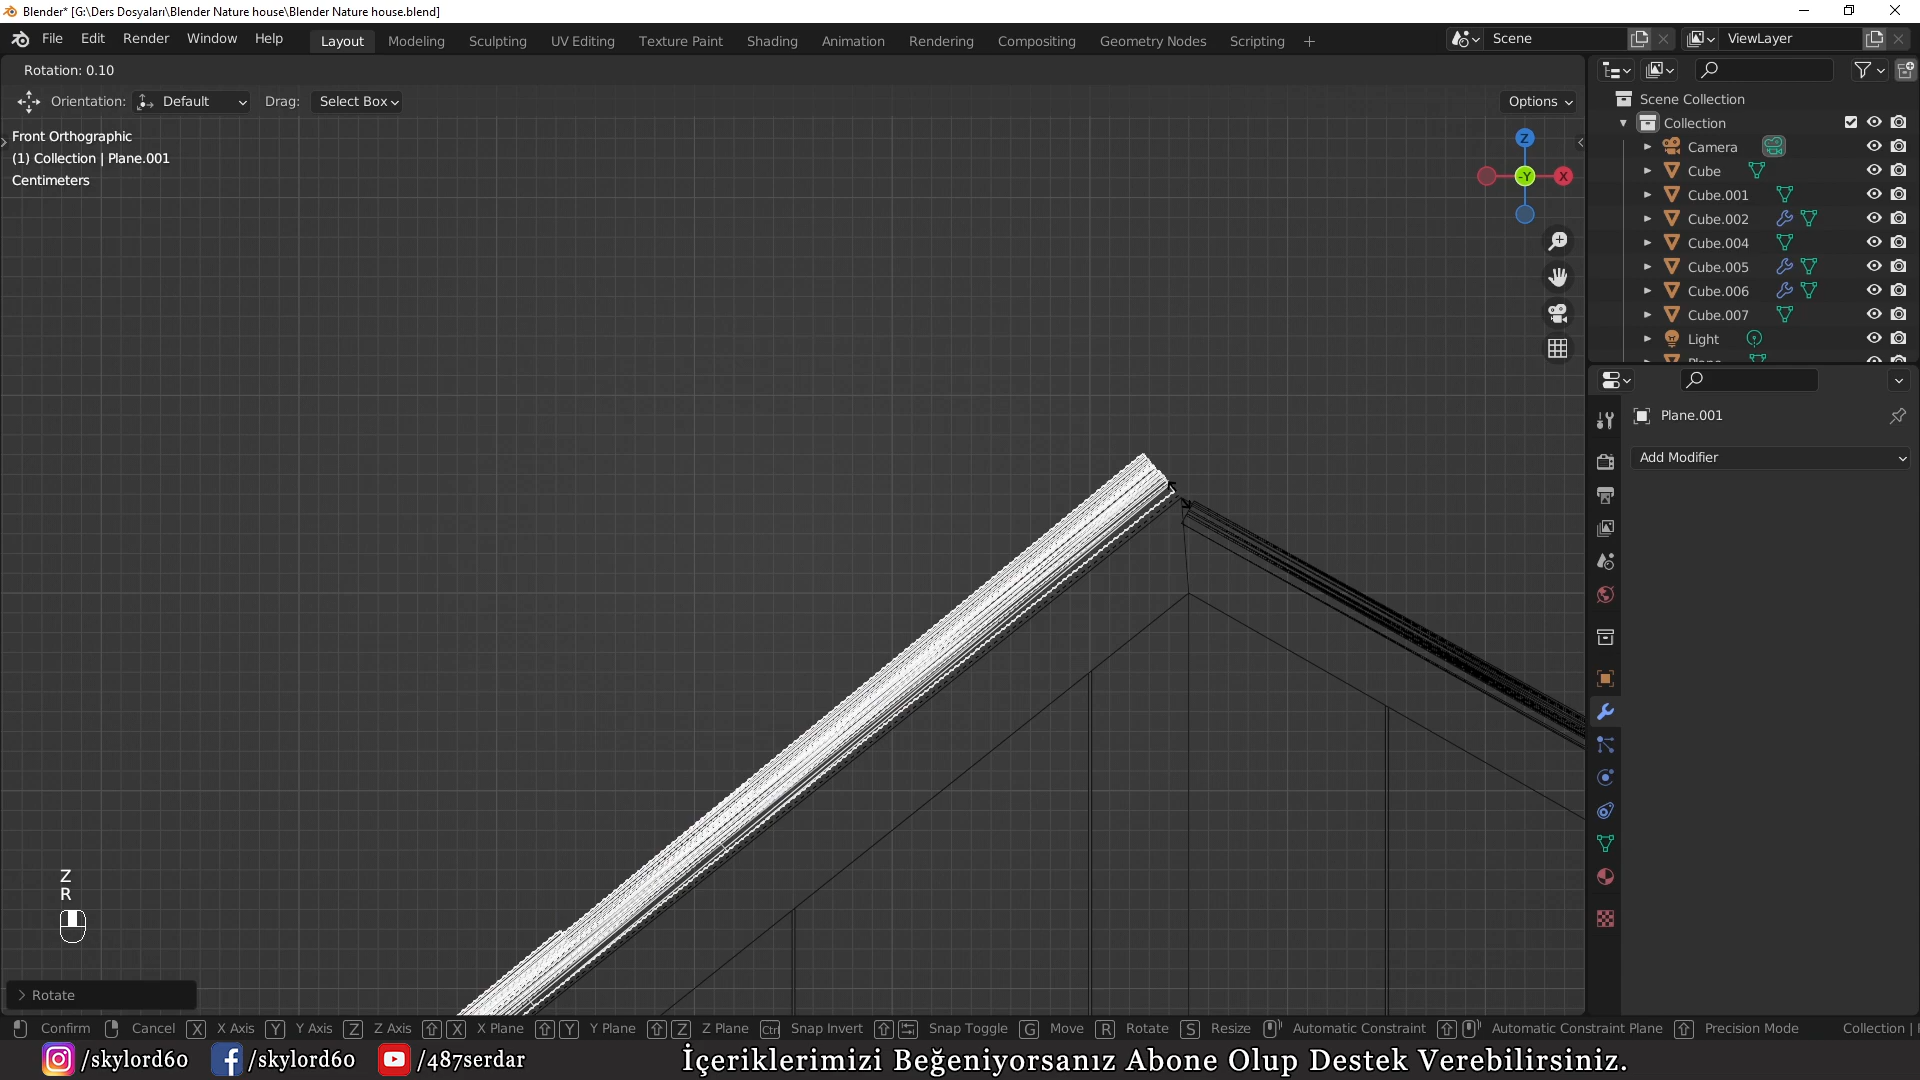 Blender* [G:\Ders Dosyaları\Blender Nature house\Blender Nature house.blend]
File Edit Render Window Help Layout Modeling Sculpting UV Editing Texture Paint Shading Animation Rendering Compositing Geometry Nodes Scripting + Scene ViewLayer
Rotation: 0.10
Orientation: Default Drag: Select Box Options
Front Orthographic
(1) Collection | Plane.001
Centimeters
Z
-Y
X
Scene Collection
Collection
Camera
Cube
Cube.001
Cube.002
Cube.004
Cube.005
Cube.006
Cube.007
Light
Plane.001
Add Modifier
Z
R
Rotate
Confirm Cancel X X Axis Y Y Axis Z Z Axis X X Plane Y Y Plane Z Z Plane Ctrl Snap Invert Snap Toggle G Move R Rotate S Resize Automatic Constraint Automatic Constraint Plane Precision Mode Collection |
/skylord60 /skylord60 /487serdar İçeriklerimizi Beğeniyorsanız Abone Olup Destek Verebilirsiniz.